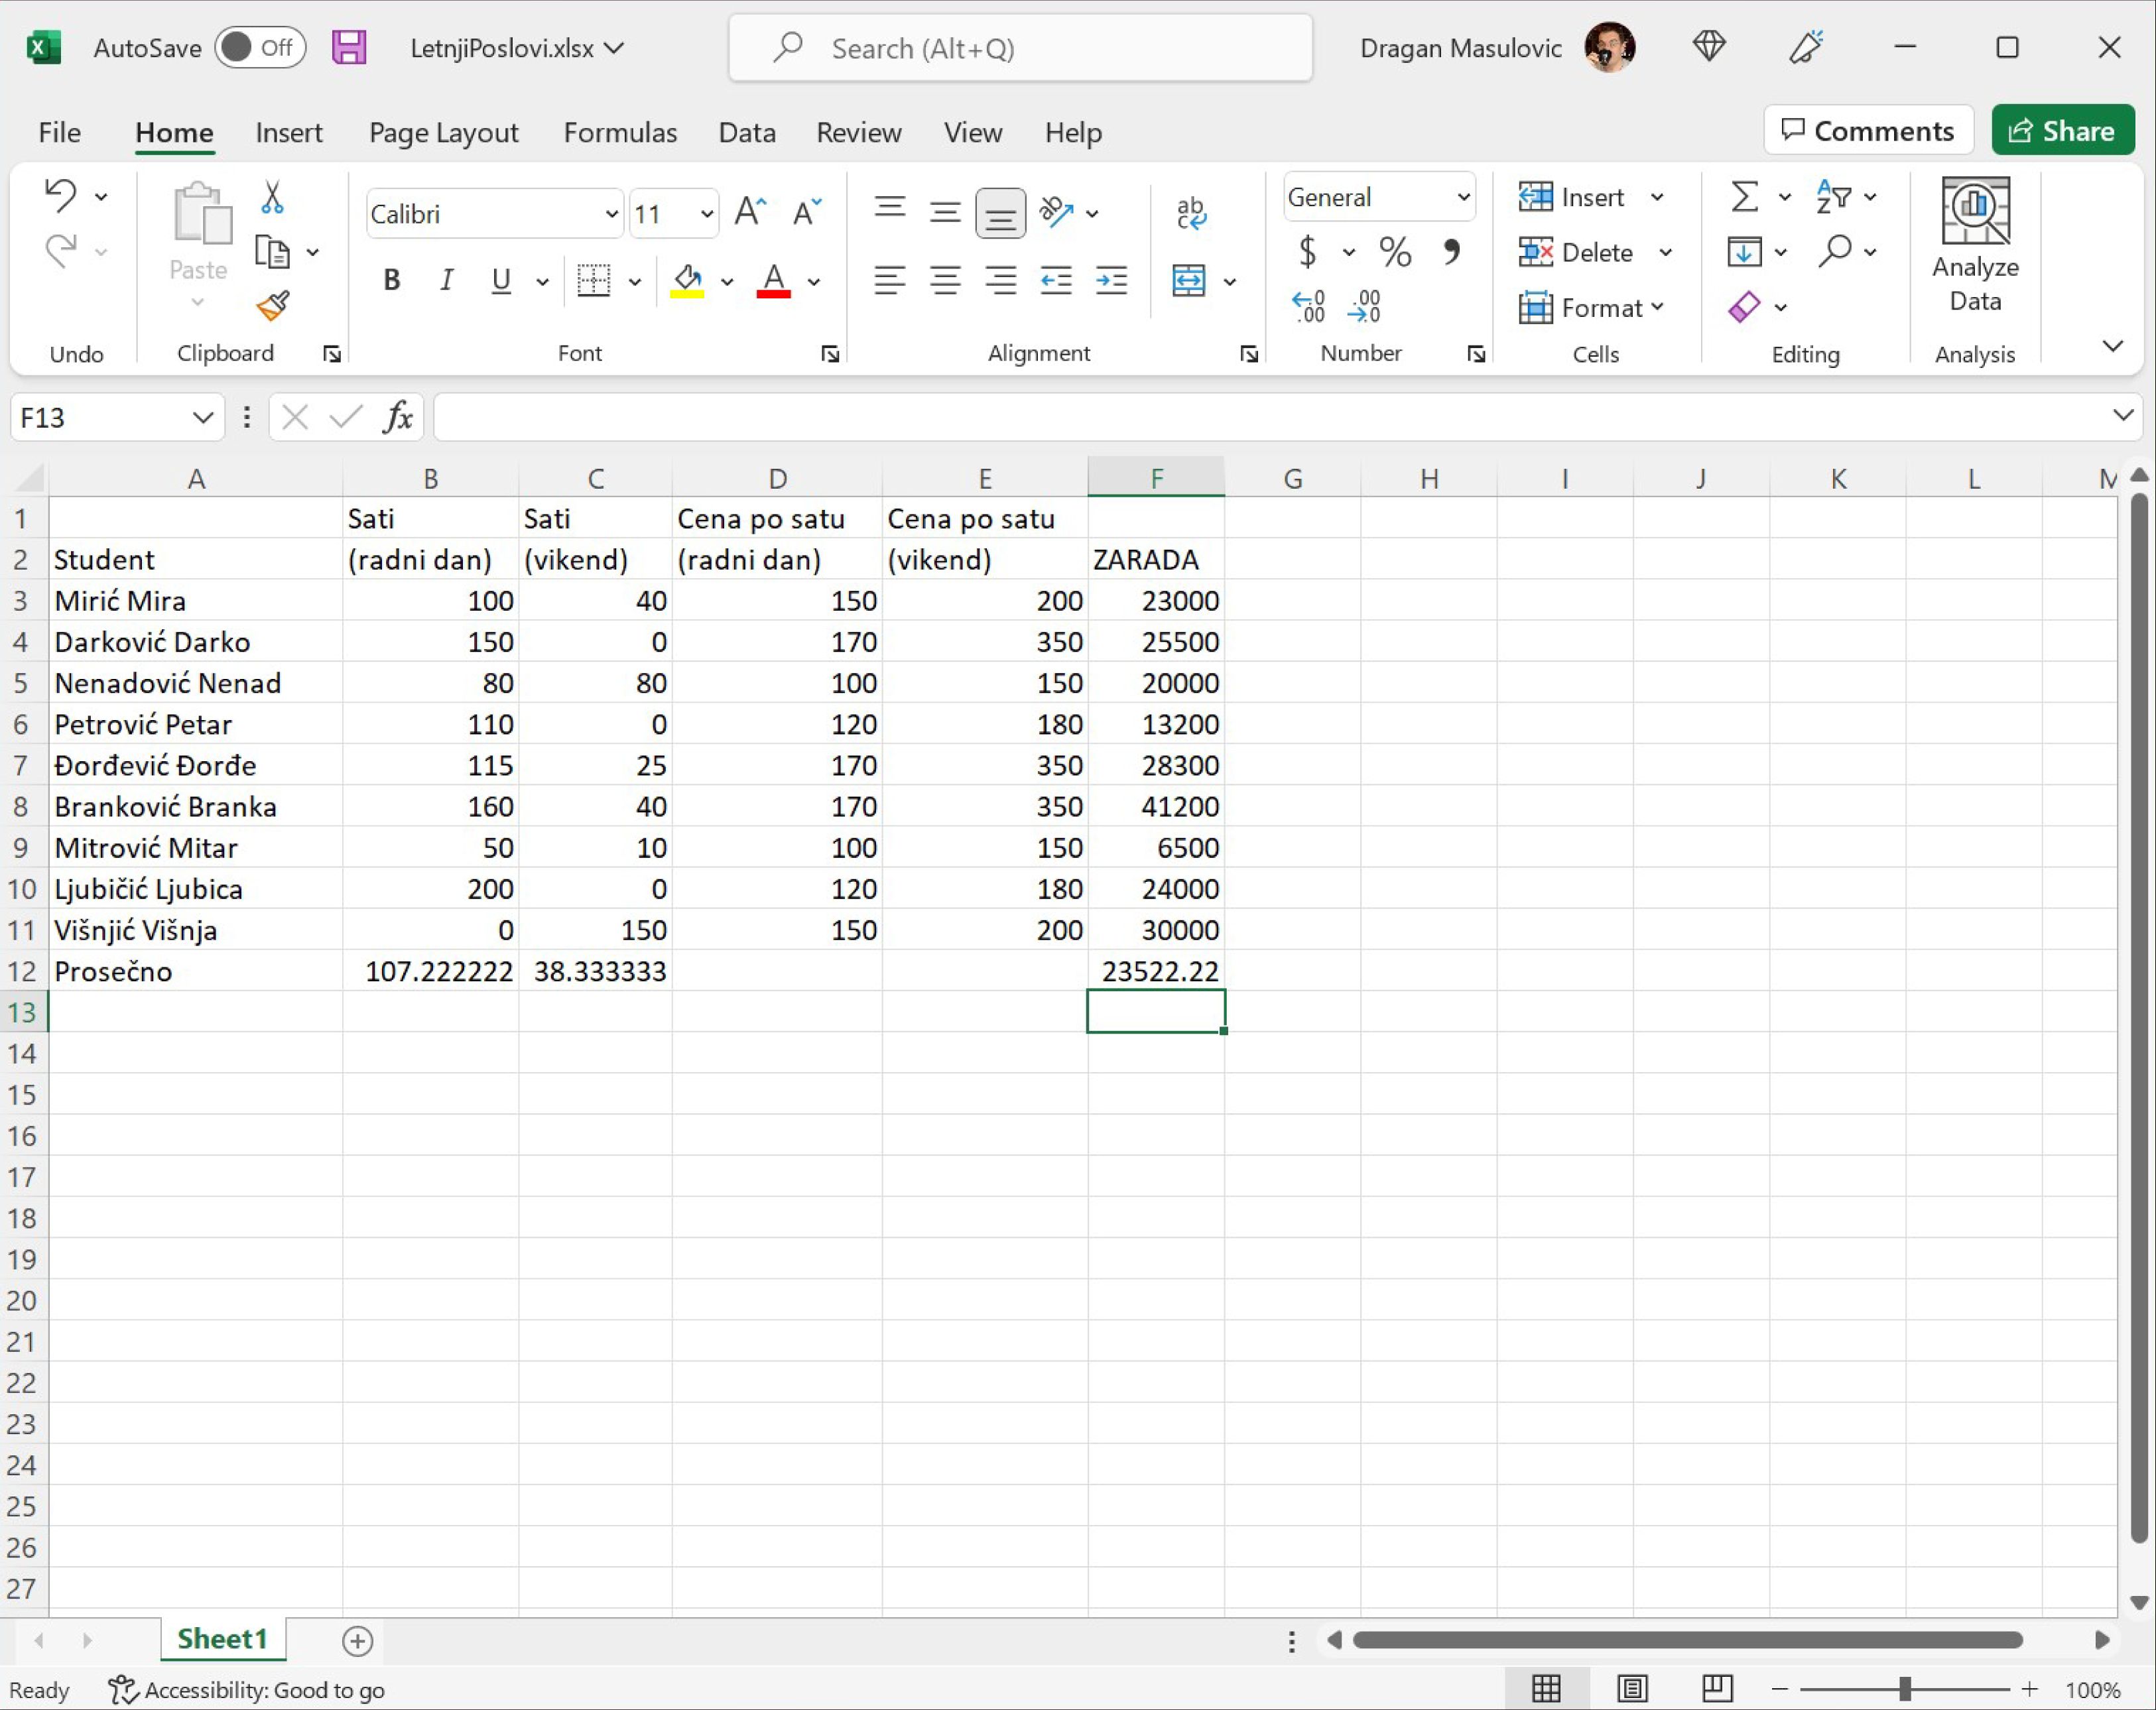 AutoSave Off LetnjiPoslovi.xlsx Search (Alt+Q) Dragan Masulovic
File Home Insert Page Layout Formulas Data Review View Help Comments Share
Paste
Calibri 11
General
Insert
Delete
Format
Analyze
Data
Undo Clipboard Font Alignment Number Cells Editing Analysis
F13 fx
A B C D E F G H I J K L M
1 Sati Sati Cena po satu Cena po satu
2 Student (radni dan) (vikend) (radni dan) (vikend) ZARADA
3 Mirić Mira 100 40 150 200 23000
4 Darković Darko 150 0 170 350 25500
5 Nenadović Nenad 80 80 100 150 20000
6 Petrović Petar 110 0 120 180 13200
7 Đorđević Đorđe 115 25 170 350 28300
8 Branković Branka 160 40 170 350 41200
9 Mitrović Mitar 50 10 100 150 6500
10 Ljubičić Ljubica 200 0 120 180 24000
11 Višnjić Višnja 0 150 150 200 30000
12 Prosečno 107.222222 38.333333 23522.22
13
14
15
16
17
18
19
20
21
22
23
24
25
26
27
Sheet1
Ready Accessibility: Good to go 100%